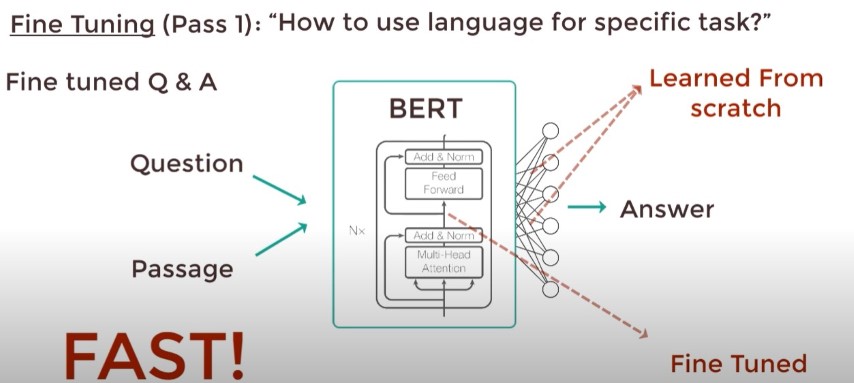 Fine Tuning (Pass 1): “How to use language for specific task?”
Fine tuned Q & A
Learned From
scratch
BERT
Question
Add & Norm
Feed
Forward
Answer
Nx
Add & Norm
Multi-Head
Attention
Passage
FAST!
Fine Tuned